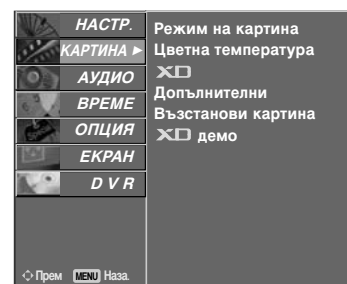 НАСТР.
КАРТИНА ►
АУДИО
ВРЕМЕ
ОПЦИЯ
ЕКРАН
D V R
Режим на картина
Цветна температура
XD
Допълнителни
Възстанови картина
XD демо
Прем MENU Наза.